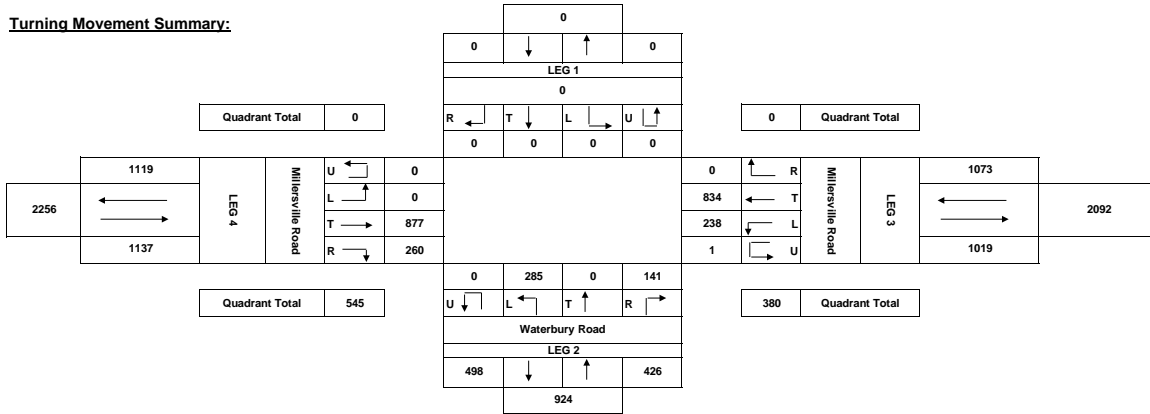 Turning Movement Summary:
0
0 0
LEG 1
0
Quadrant Total 0
R T L U
0 Quadrant Total
0 0 0 0
1119
U 0
0 R
1073
2256
LEG 4
Millersville Road
L 0
834 T
Millersville Road
LEG 3
2092
T 877
238 L
1137
R 260
1 U
1019
0 285 0 141
Quadrant Total 545
U L T R
380 Quadrant Total
Waterbury Road
LEG 2
498 426
924